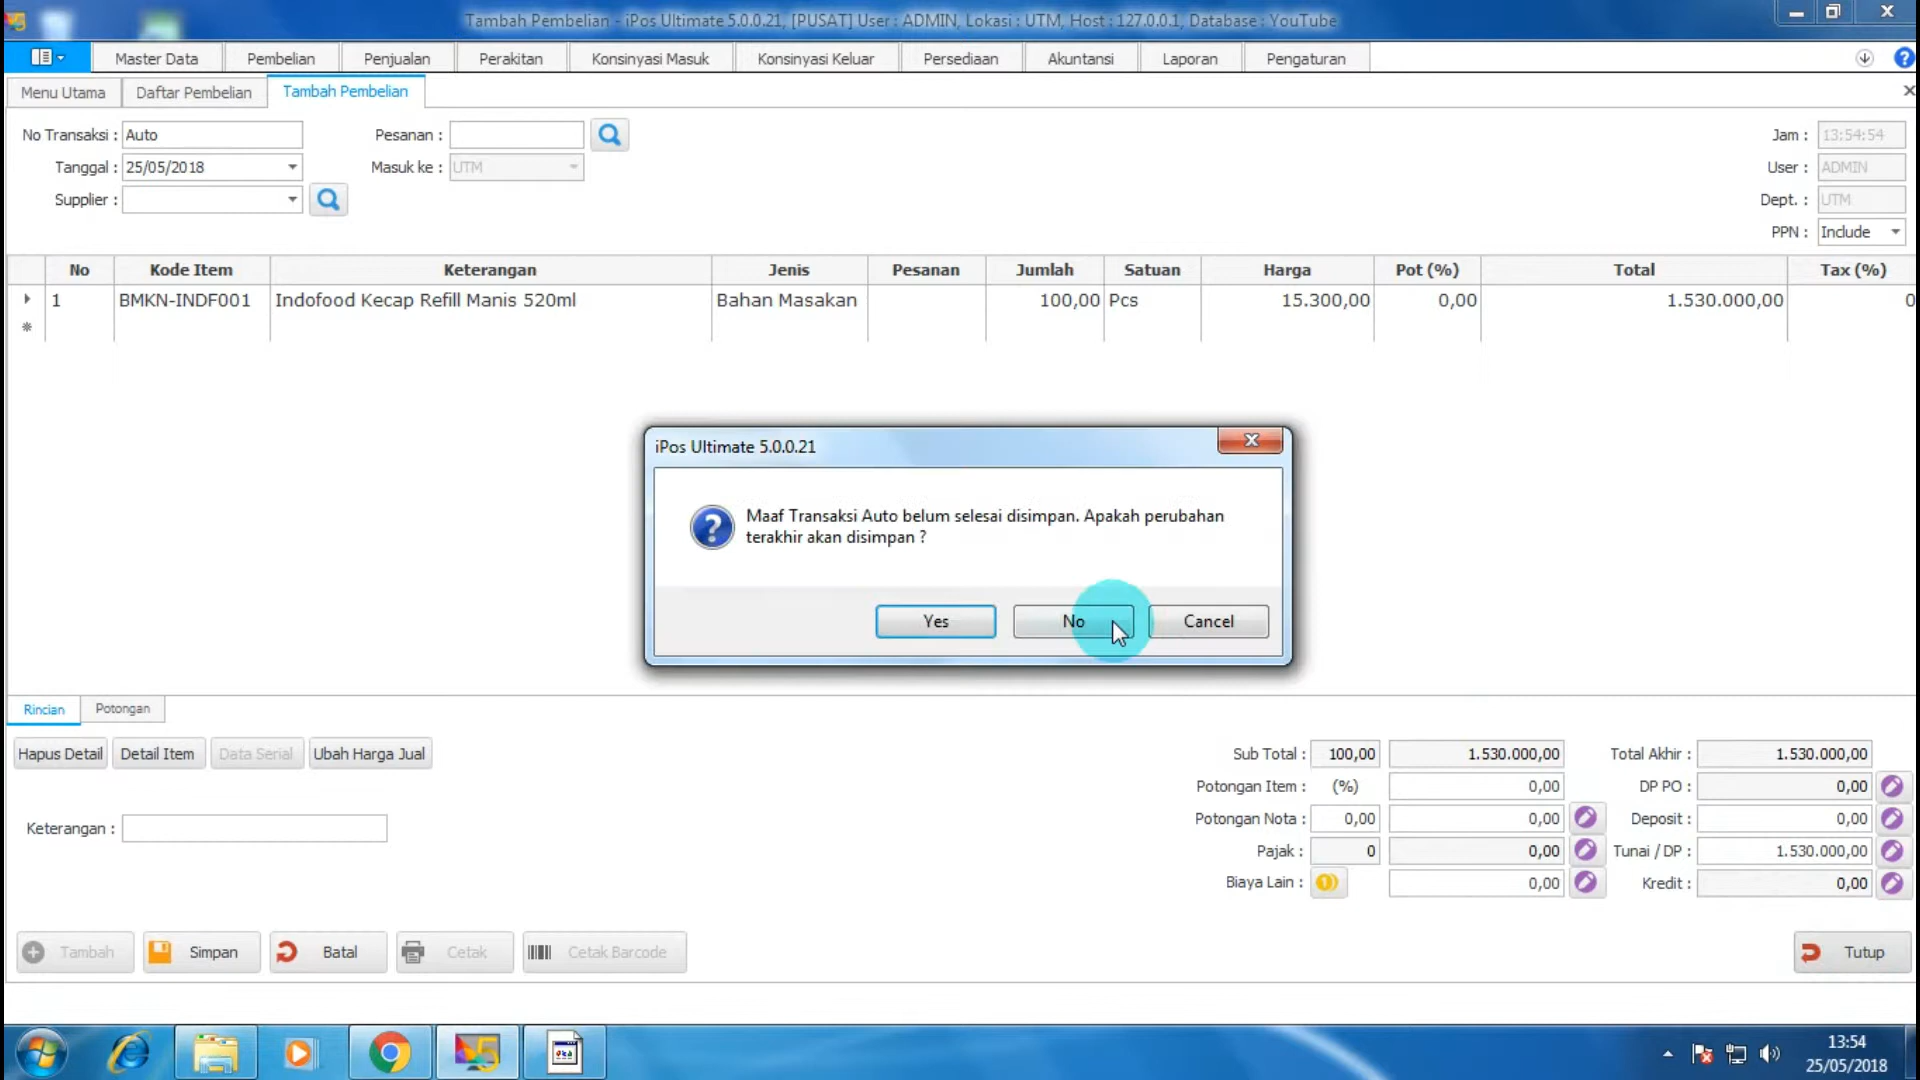 Tambah Pembelian - iPos Ultimate 5.0.0.21, [PUSAT] User : ADMIN, Lokasi : UTM, Host : 127.0.0.1, Database : YouTube
Master Data Pembelian Penjualan Perakitan Konsinyasi Masuk Konsinyasi Keluar Persediaan Akuntansi Laporan Pengaturan
Menu Utama Daftar Pembelian Tambah Pembelian
No Transaksi : Auto Pesanan : Jam : 13:54:54
Tanggal : 25/05/2018 Masuk ke : UTM User : ADMIN
Supplier : Dept. : UTM
PPN : Include
No Kode Item Keterangan Jenis Pesanan Jumlah Satuan Harga Pot (%) Total Tax (%)
1 BMKN-INDF001 Indofood Kecap Refill Manis 520ml Bahan Masakan 100,00 Pcs 15.300,00 0,00 1.530.000,00 0
iPos Ultimate 5.0.0.21
Maaf Transaksi Auto belum selesai disimpan. Apakah perubahan
terakhir akan disimpan ?
Yes No Cancel
Rincian Potongan
Hapus Detail Detail Item Data Serial Ubah Harga Jual Sub Total : 100,00 1.530.000,00 Total Akhir : 1.530.000,00
Potongan Item : (%) 0,00 DP PO : 0,00
Keterangan : Potongan Nota : 0,00 0,00 Deposit : 0,00
Pajak : 0 0,00 Tunai / DP : 1.530.000,00
Biaya Lain : 0,00 Kredit : 0,00
Tambah Simpan Batal Cetak Cetak Barcode Tutup
13:54
25/05/2018